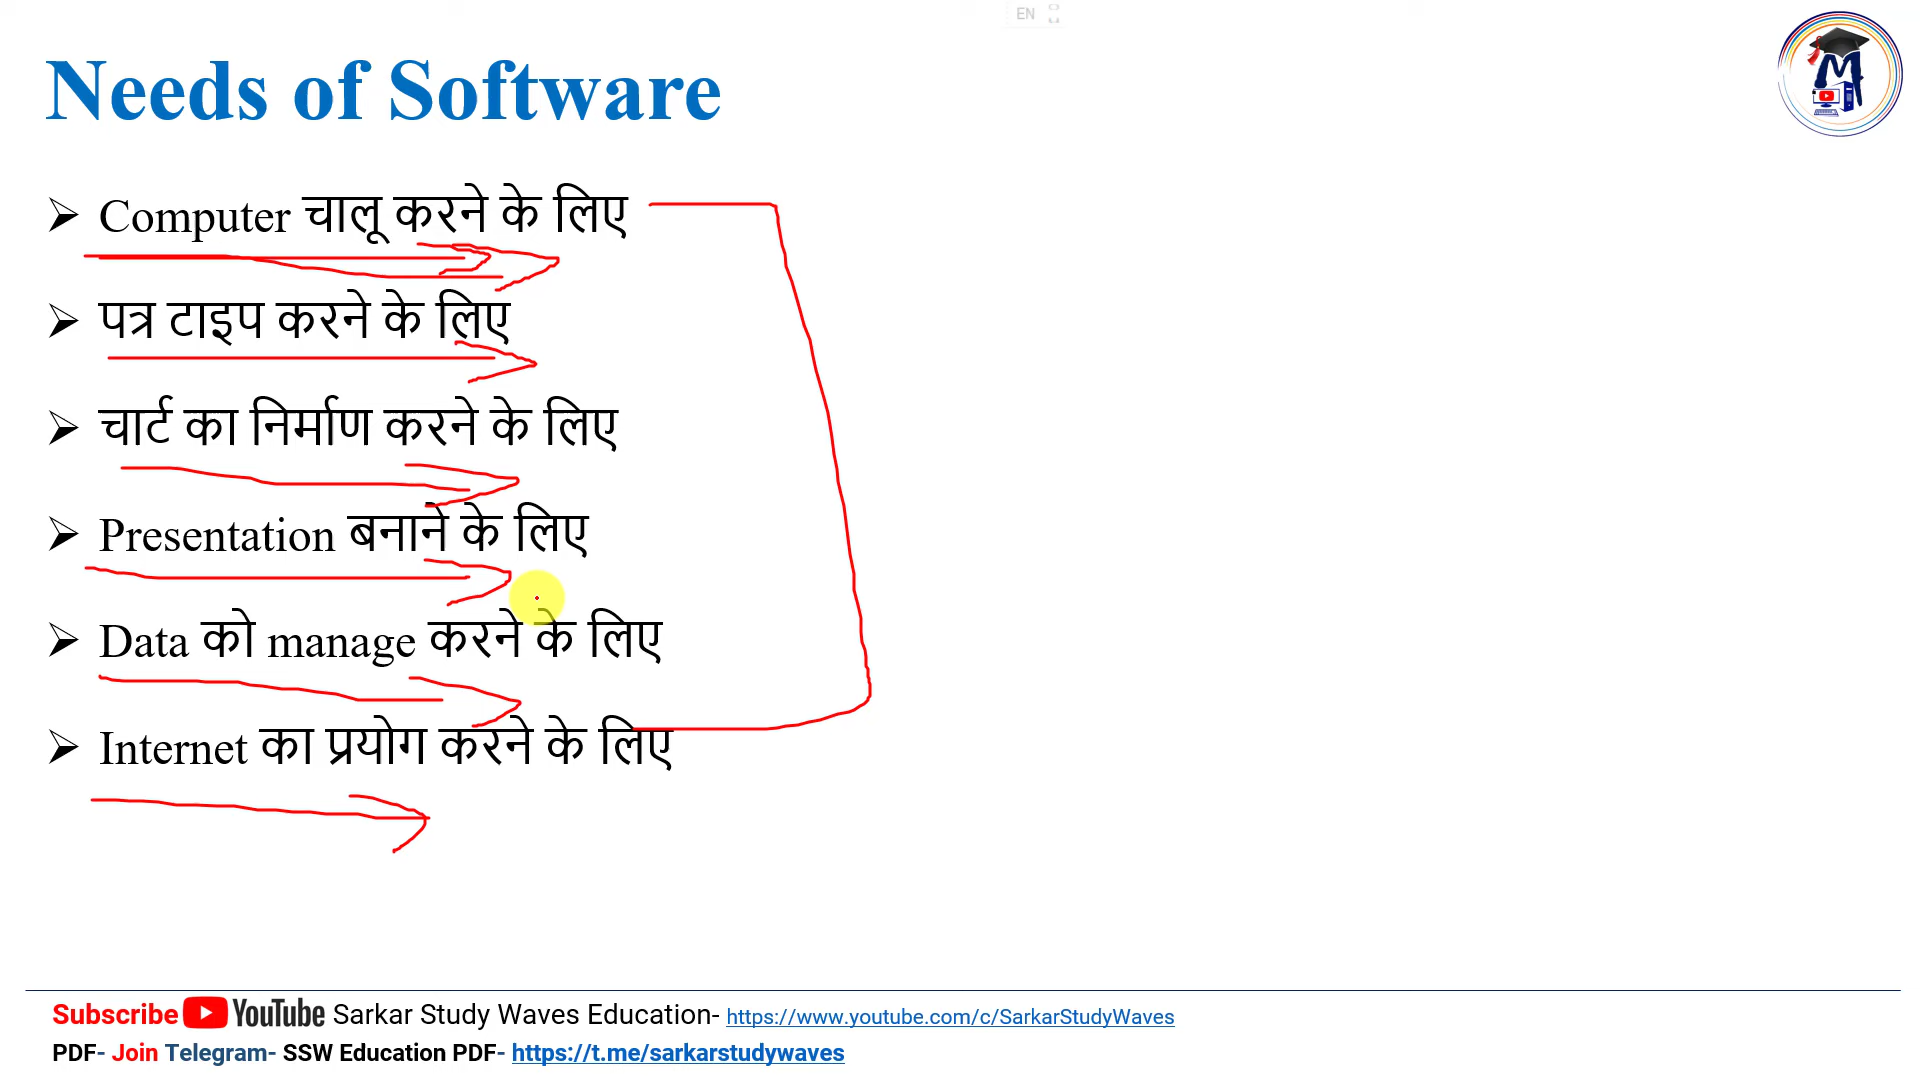 EN
Needs of Software
➢ Computer चालू करने के लिए
➢ पत्र टाइप करने के लिए
➢ चार्ट का निर्माण करने के लिए
➢ Presentation बनाने के लिए
➢ Data को manage करने के लिए
➢ Internet का प्रयोग करने के लिए
Subscribe YouTube Sarkar Study Waves Education- https://www.youtube.com/c/SarkarStudyWaves
PDF- Join Telegram- SSW Education PDF- https://t.me/sarkarstudywaves